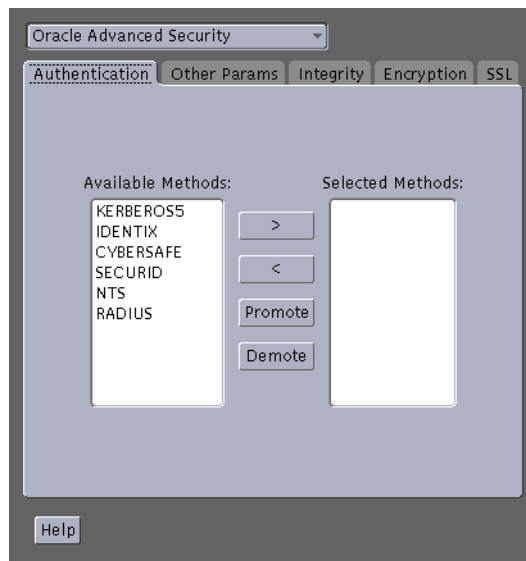 Oracle Advanced Security
Authentication Other Params Integrity Encryption SSL
Available Methods: Selected Methods:
KERBEROS5
IDENTIX
CYBERSAFE
SECURID
NTS
RADIUS
>
<
Promote
Demote
Help